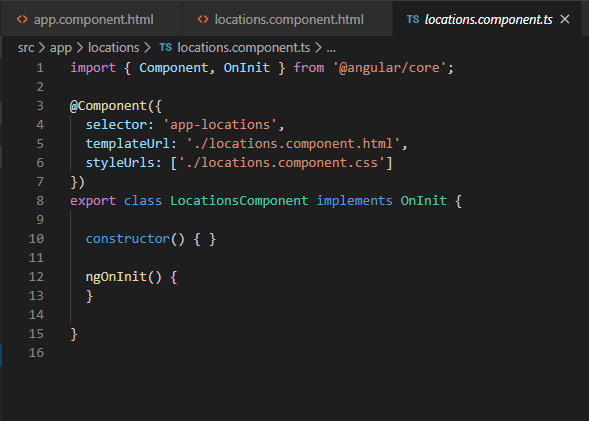 app.component.html locations.component.html locations.component.ts
src > app > locations > TS locations.component.ts > ...
1 import { Component, OnInit } from '@angular/core';
2
3 @Component({
4 selector: 'app-locations',
5 templateUrl: './locations.component.html',
6 styleUrls: ['./locations.component.css']
7 })
8 export class LocationsComponent implements OnInit {
9
10 constructor() { }
11
12 ngOnInit() {
13 }
14
15 }
16